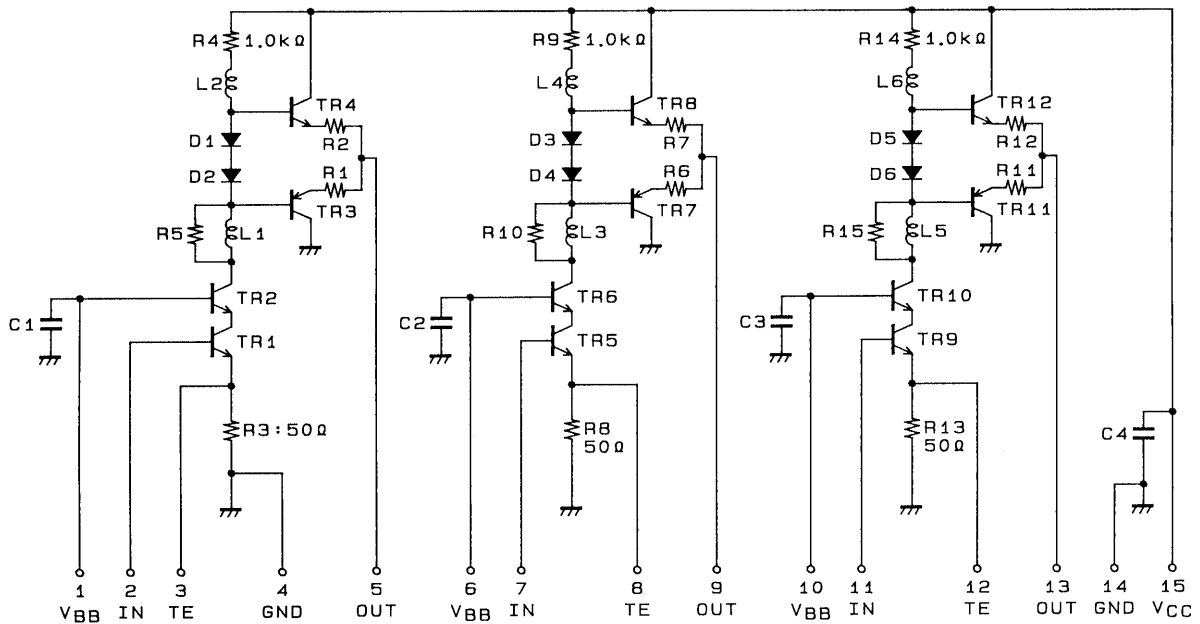 R4 1.0kΩ R9 1.0kΩ R14 1.0kΩ
L2 L4 L6
TR4 TR8 TR12
D1 R2 D3 R7 D5 R12
D2 R1 D4 R6 D6 R11
TR3 TR7 TR11
R5 L1 R10 L3 R15 L5
TR2 TR6 TR10
C1 TR1 C2 TR5 C3 TR9
R3:50Ω R8 R13 C4
50Ω 50Ω
1 2 3 4 5 6 7 8 9 10 11 12 13 14 15
VBB IN TE GND OUT VBB IN TE OUT VBB IN TE OUT GND VCC